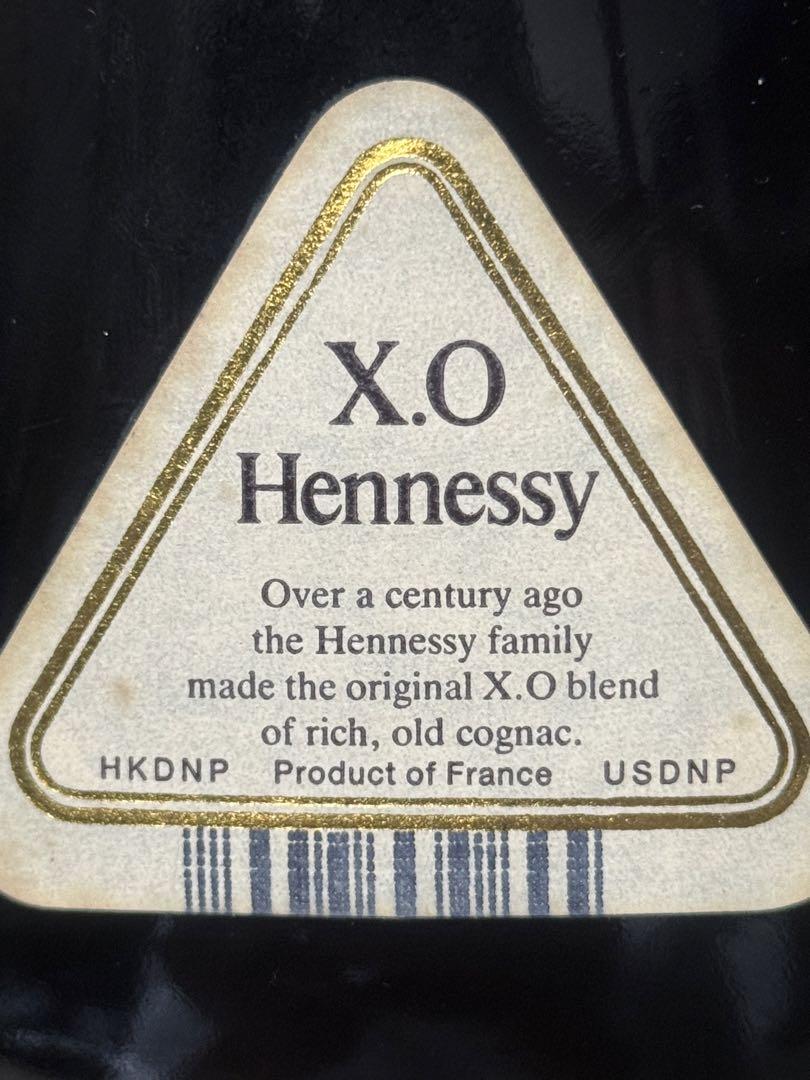 X.O
Hennessy
Over a century ago
the Hennessy family
made the original X.O blend
of rich, old cognac.
HKDNP Product of France USDNP